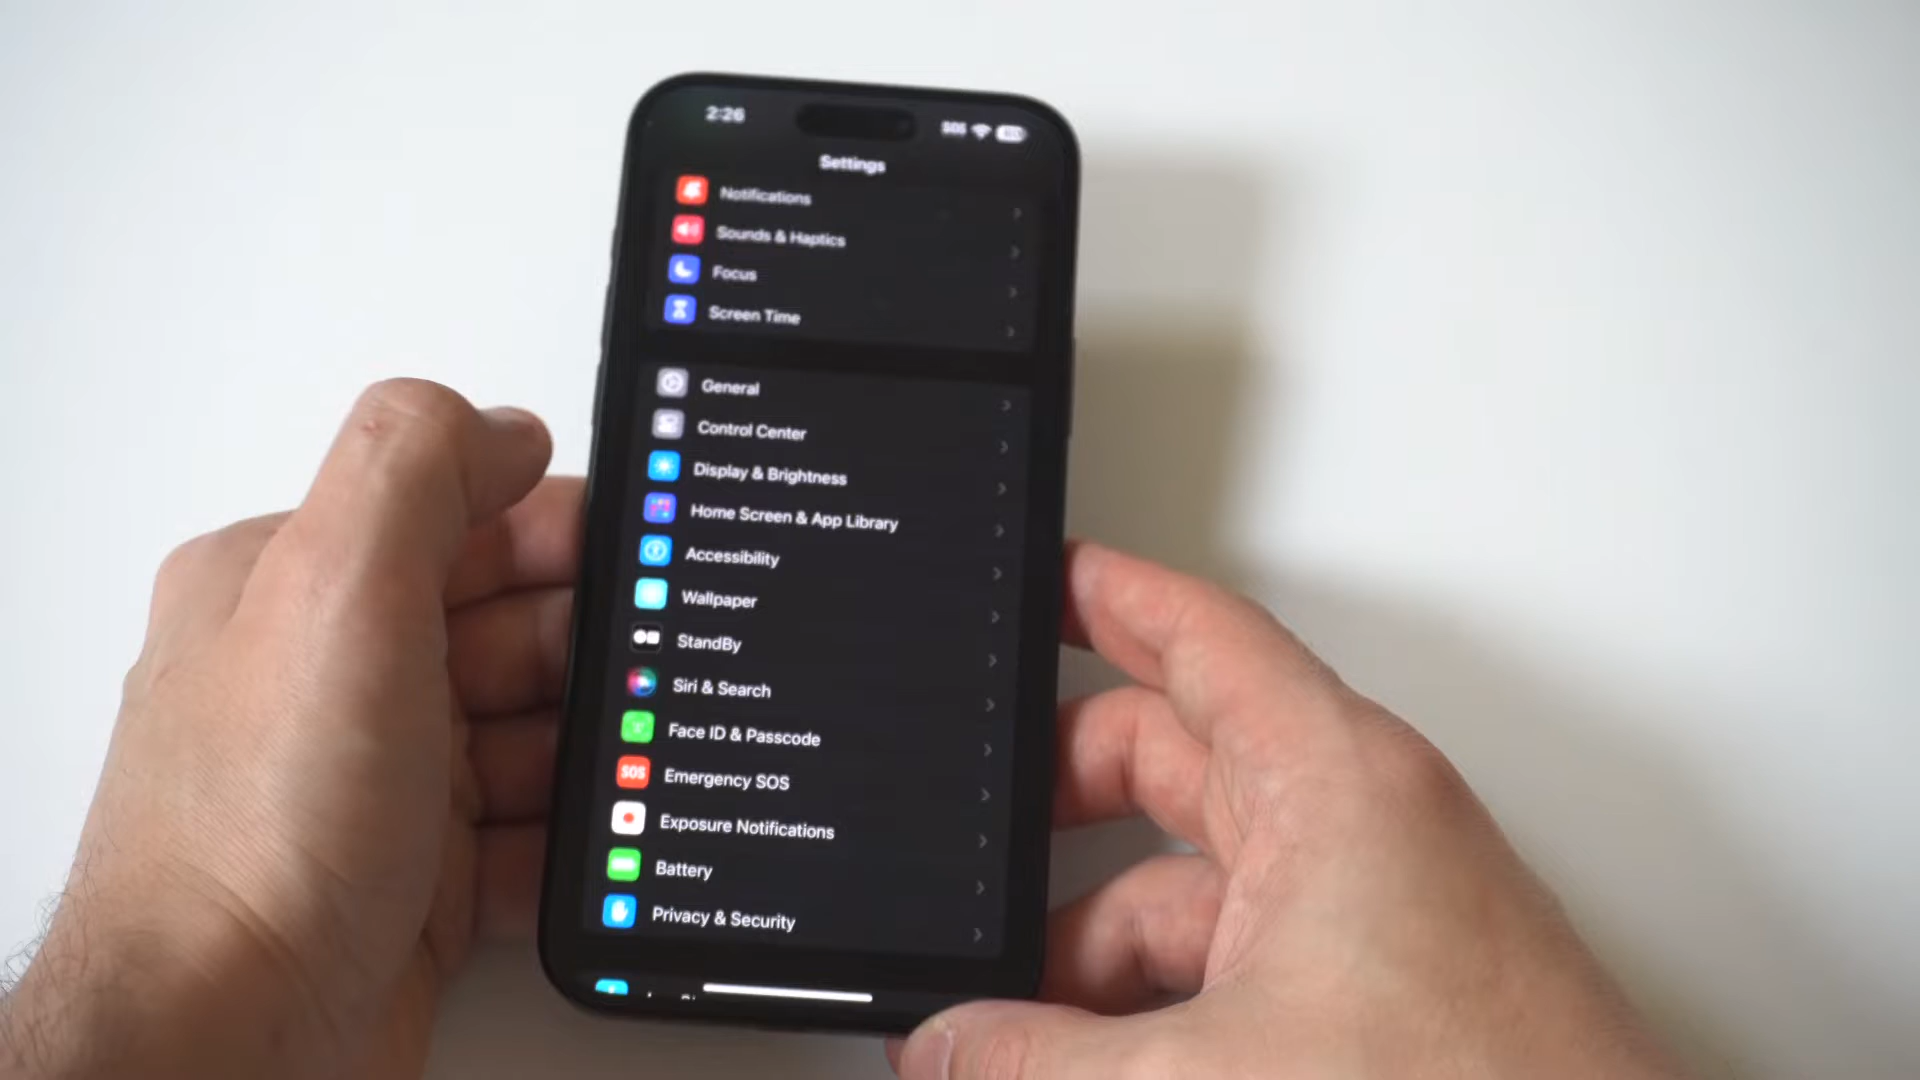 2:26
SOS
Settings
Notifications
Sounds & Haptics
Focus
Screen Time
General
Control Center
Display & Brightness
Home Screen & App Library
Accessibility
Wallpaper
StandBy
Siri & Search
Face ID & Passcode
SOS Emergency SOS
Exposure Notifications
Battery
Privacy & Security